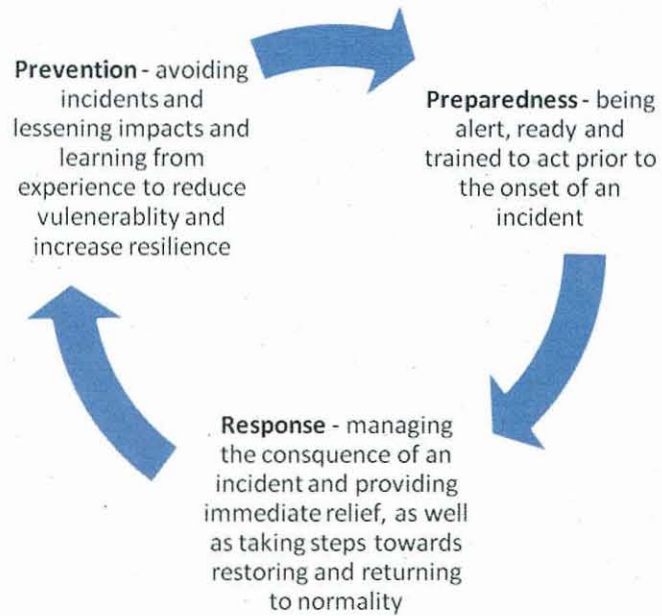 Prevention - avoiding
incidents and
lessening impacts and
learning from
experience to reduce
vulenerablity and
increase resilience
Preparedness - being
alert, ready and
trained to act prior to
the onset of an
incident
Response - managing
the consquence of an
incident and providing
immediate relief, as well
as taking steps towards
restoring and returning
to normality